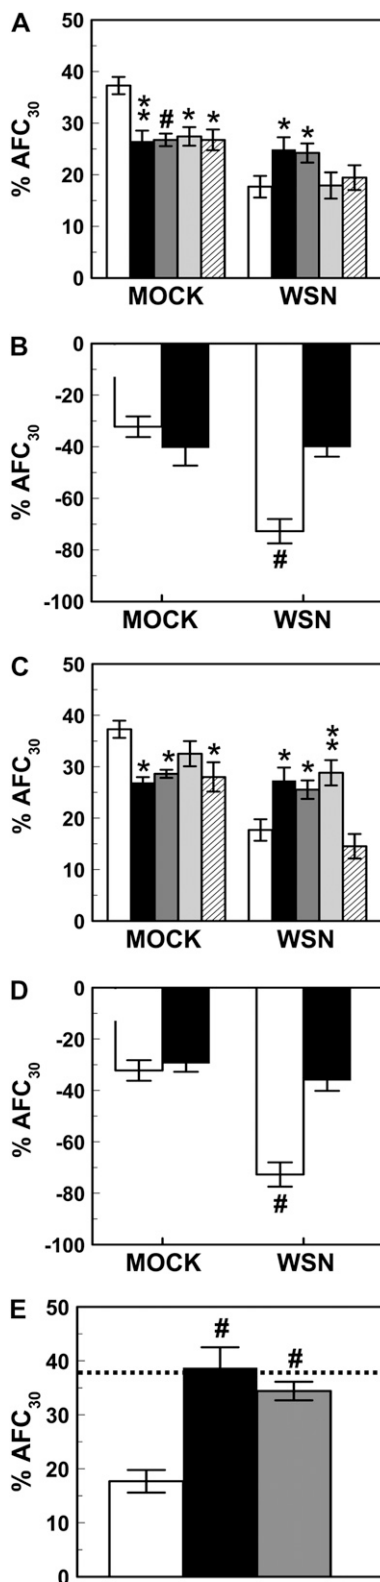 A
% AFC30
50
40
30
20
10
0
** # * *
* *
MOCK WSN
B
% AFC30
0
-20
-40
-60
-80
-100
#
MOCK WSN
C
% AFC30
50
40
30
20
10
0
* * *
* * **
MOCK WSN
D
% AFC30
0
-20
-40
-60
-80
-100
#
MOCK WSN
E
% AFC30
50
40
30
20
10
0
# #